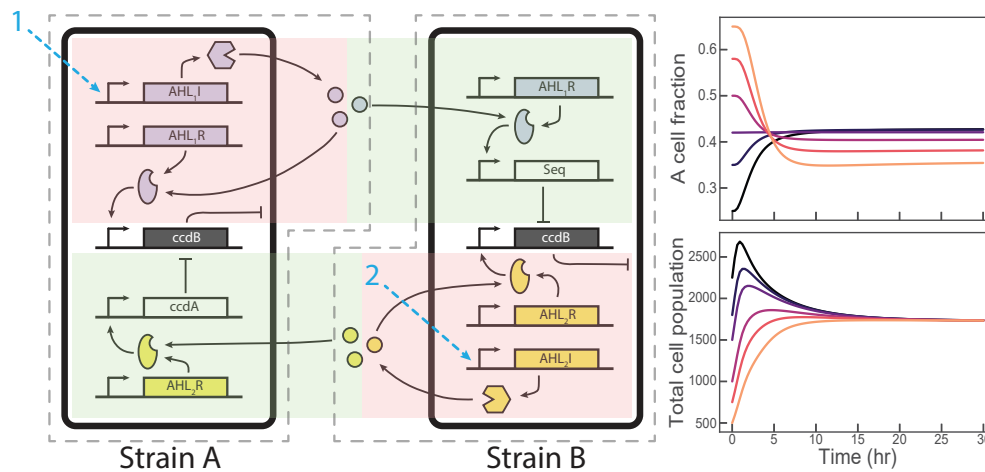 1
AHL₁I
AHL₁R
ccdB
ccdA
AHL₂R
Strain A
AHL₁R
Seq
ccdB
2
AHL₂R
AHL₂I
Strain B
A cell fraction
0.6
0.5
0.4
0.3
Total cell population
2500
2000
1500
1000
500
0
5
10
15
20
25
30
Time (hr)